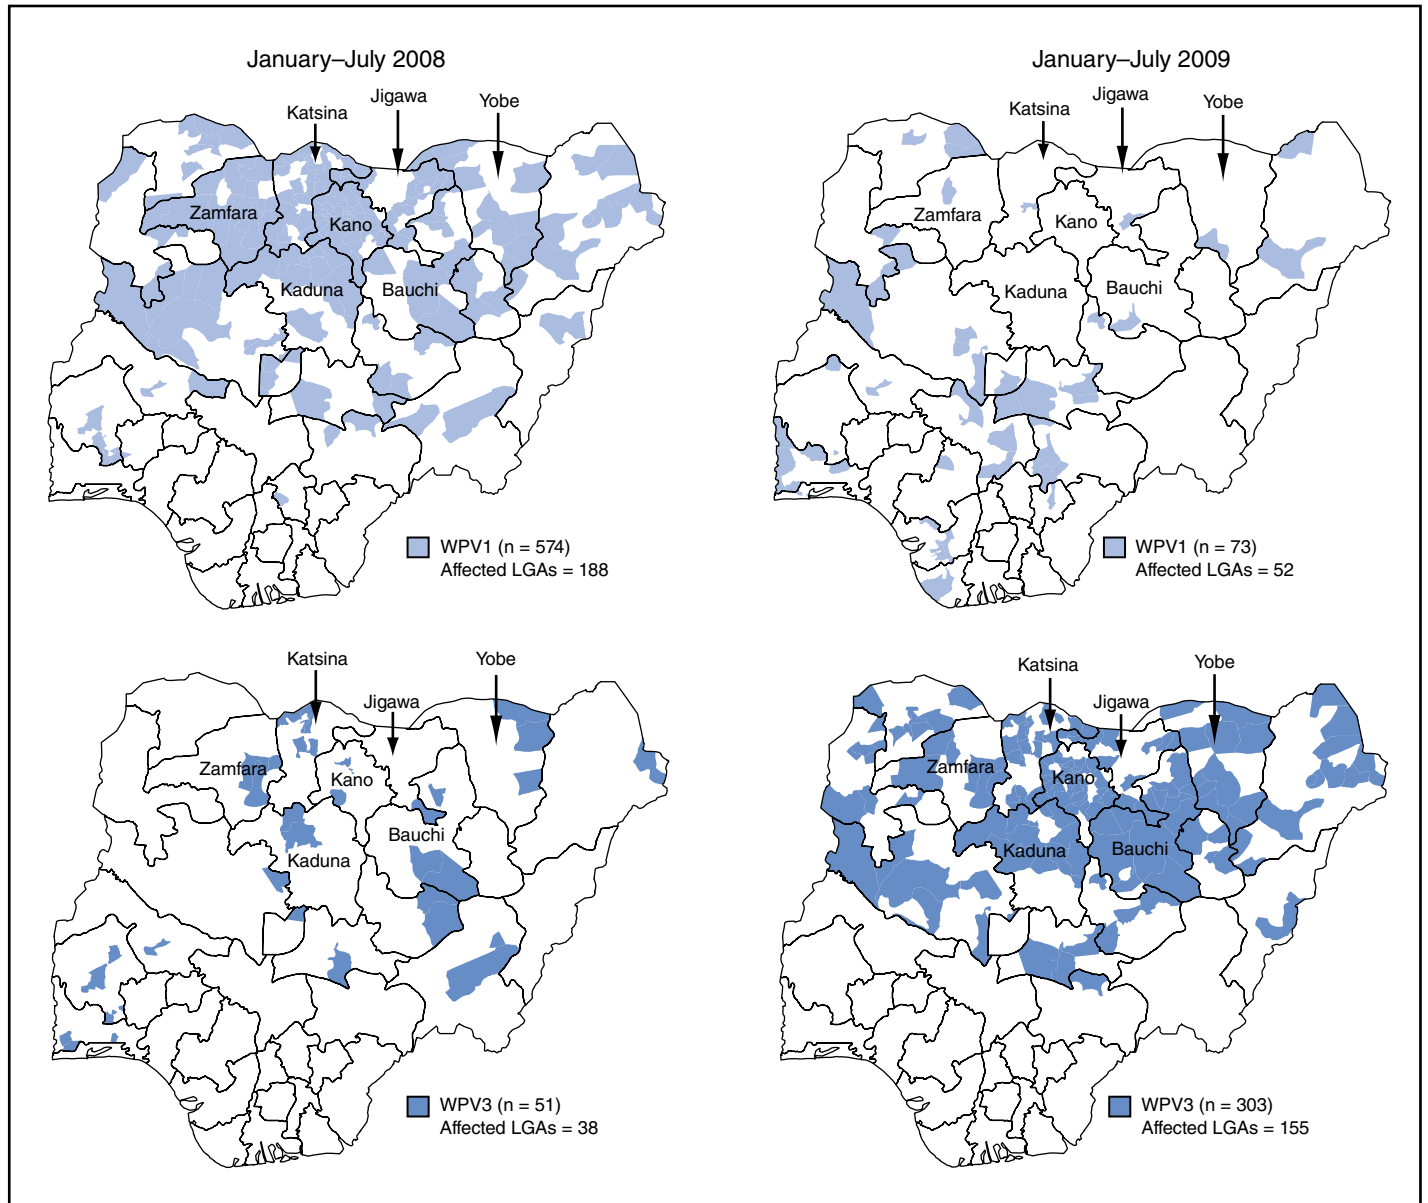 January–July 2008
January–July 2009
Katsina
Jigawa
Yobe
Zamfara
Kano
Kaduna
Bauchi
WPV1 (n = 574)
Affected LGAs = 188
Katsina
Jigawa
Yobe
Zamfara
Kano
Kaduna
Bauchi
WPV1 (n = 73)
Affected LGAs = 52
Katsina
Yobe
Jigawa
Zamfara
Kano
Bauchi
Kaduna
WPV3 (n = 51)
Affected LGAs = 38
Katsina
Yobe
Jigawa
Zamfara
Kano
Kaduna
Bauchi
WPV3 (n = 303)
Affected LGAs = 155